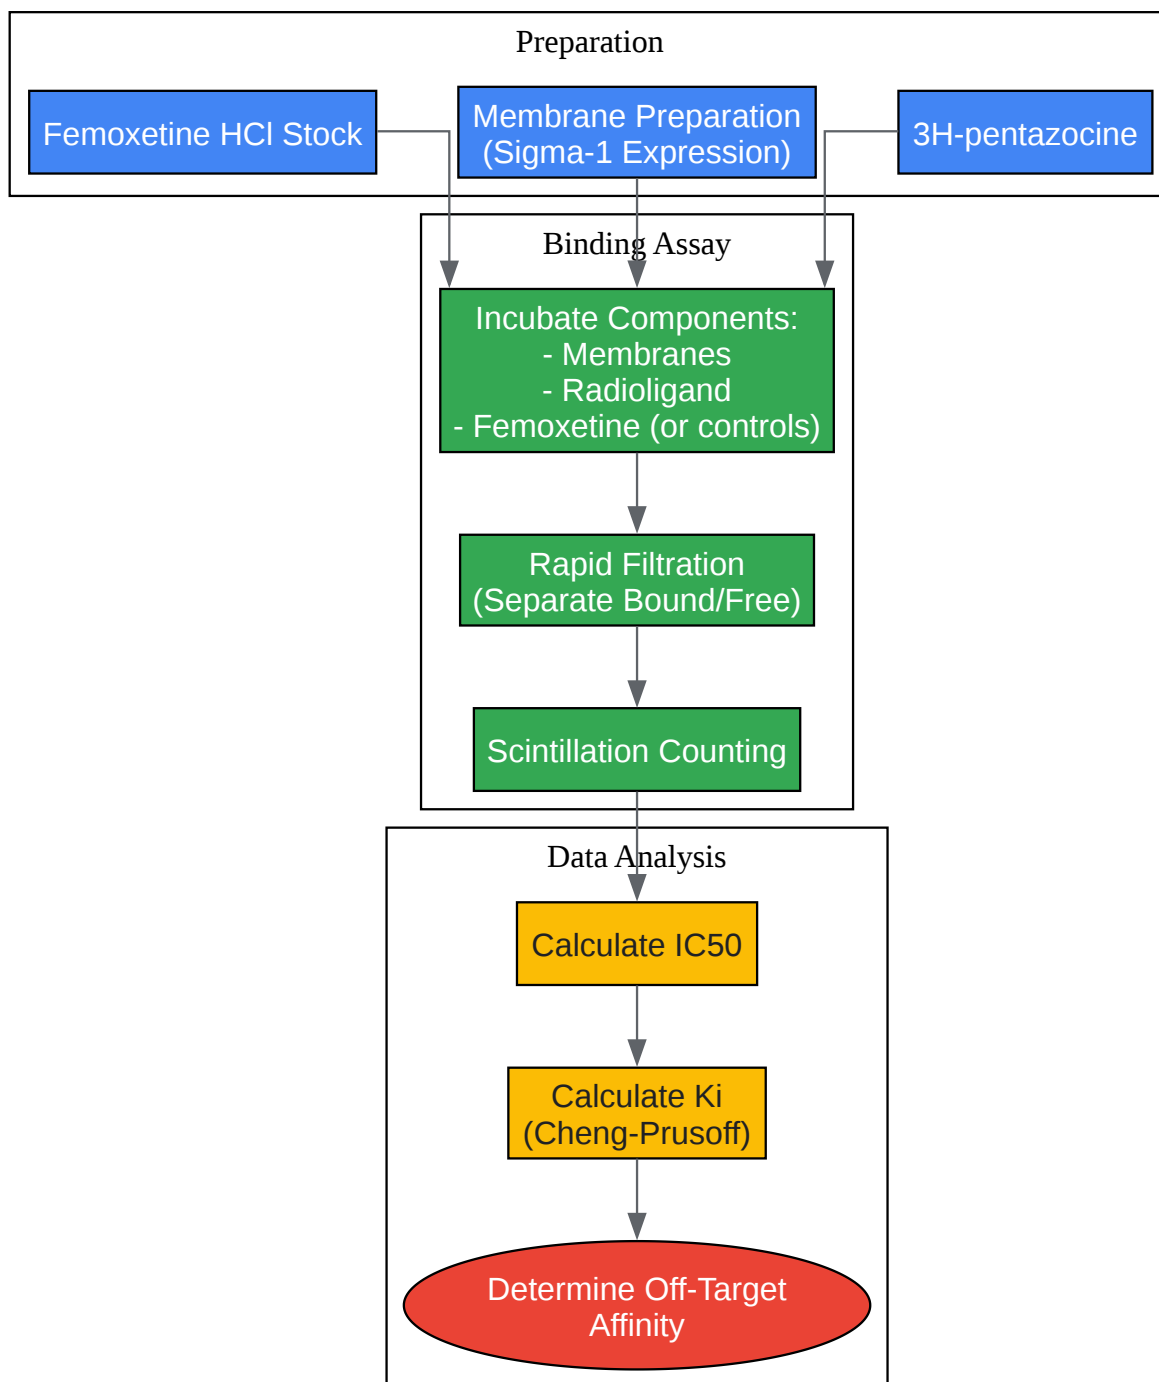 Preparation
Femoxetine HCl Stock
Membrane Preparation
(Sigma-1 Expression)
3H-pentazocine
Binding Assay
Incubate Components:
- Membranes
- Radioligand
- Femoxetine (or controls)
Rapid Filtration
(Separate Bound/Free)
Scintillation Counting
Data Analysis
Calculate IC50
Calculate Ki
(Cheng-Prusoff)
Determine Off-Target
Affinity